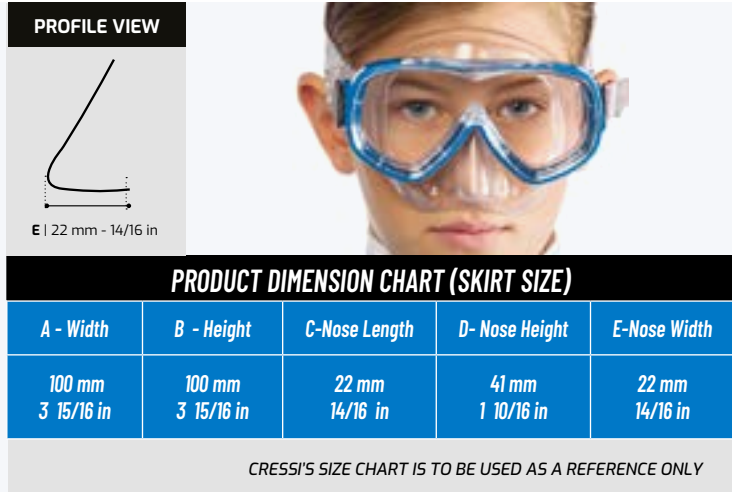 PROFILE VIEW
E | 22 mm - 14/16 in
PRODUCT DIMENSION CHART (SKIRT SIZE)
A - Width B - Height C-Nose Length D- Nose Height E-Nose Width
100 mm 100 mm 22 mm 41 mm 22 mm
3 15/16 in 3 15/16 in 14/16 in 1 10/16 in 14/16 in
CRESSI'S SIZE CHART IS TO BE USED AS A REFERENCE ONLY